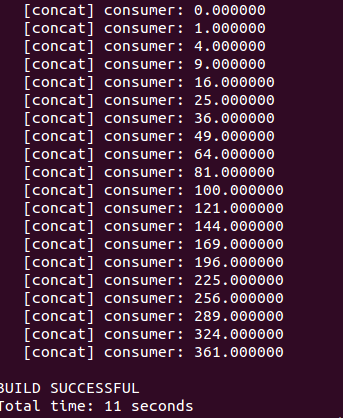 [concat] consumer: 0.000000
[concat] consumer: 1.000000
[concat] consumer: 4.000000
[concat] consumer: 9.000000
[concat] consumer: 16.000000
[concat] consumer: 25.000000
[concat] consumer: 36.000000
[concat] consumer: 49.000000
[concat] consumer: 64.000000
[concat] consumer: 81.000000
[concat] consumer: 100.000000
[concat] consumer: 121.000000
[concat] consumer: 144.000000
[concat] consumer: 169.000000
[concat] consumer: 196.000000
[concat] consumer: 225.000000
[concat] consumer: 256.000000
[concat] consumer: 289.000000
[concat] consumer: 324.000000
[concat] consumer: 361.000000
BUILD SUCCESSFUL
Total time: 11 seconds